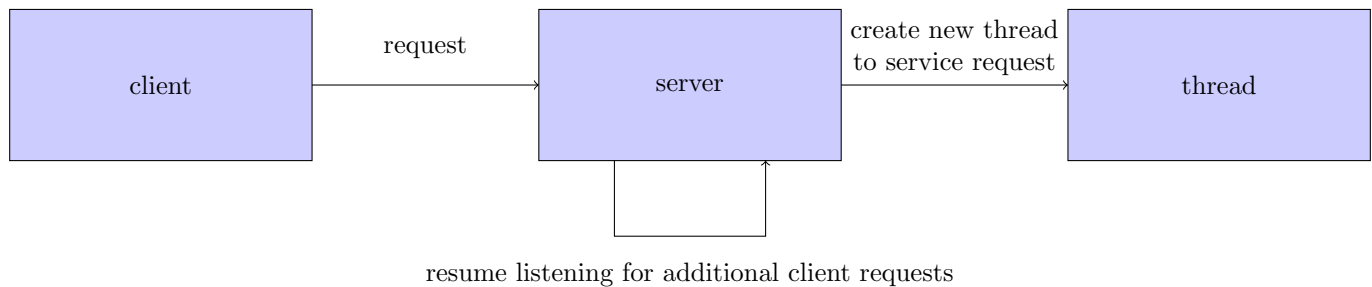 client
request
server
create new thread
to service request
thread
resume listening for additional client requests